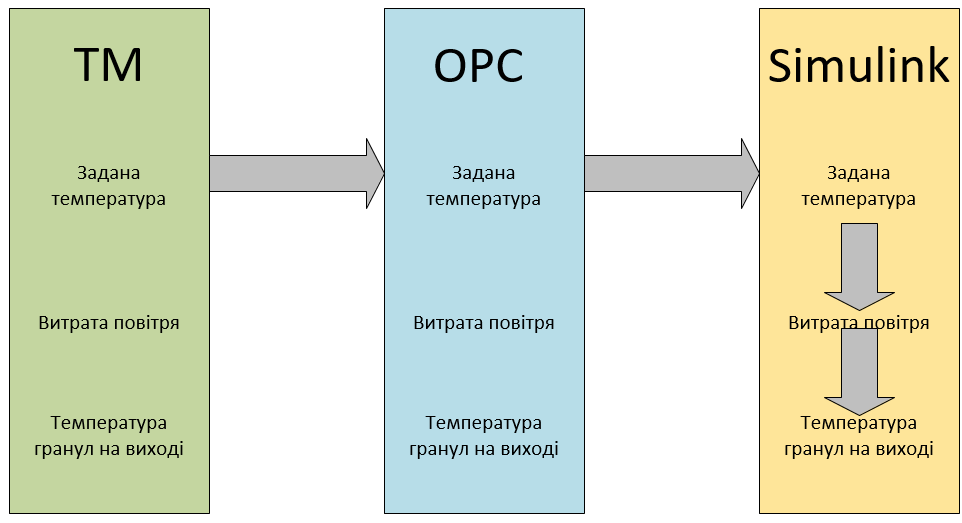 TM
Задана
температура
Витрата повітря
Температура
гранул на виході
OPC
Задана
температура
Витрата повітря
Температура
гранул на виході
Simulink
Задана
температура
Витрата повітря
Температура
гранул на виході